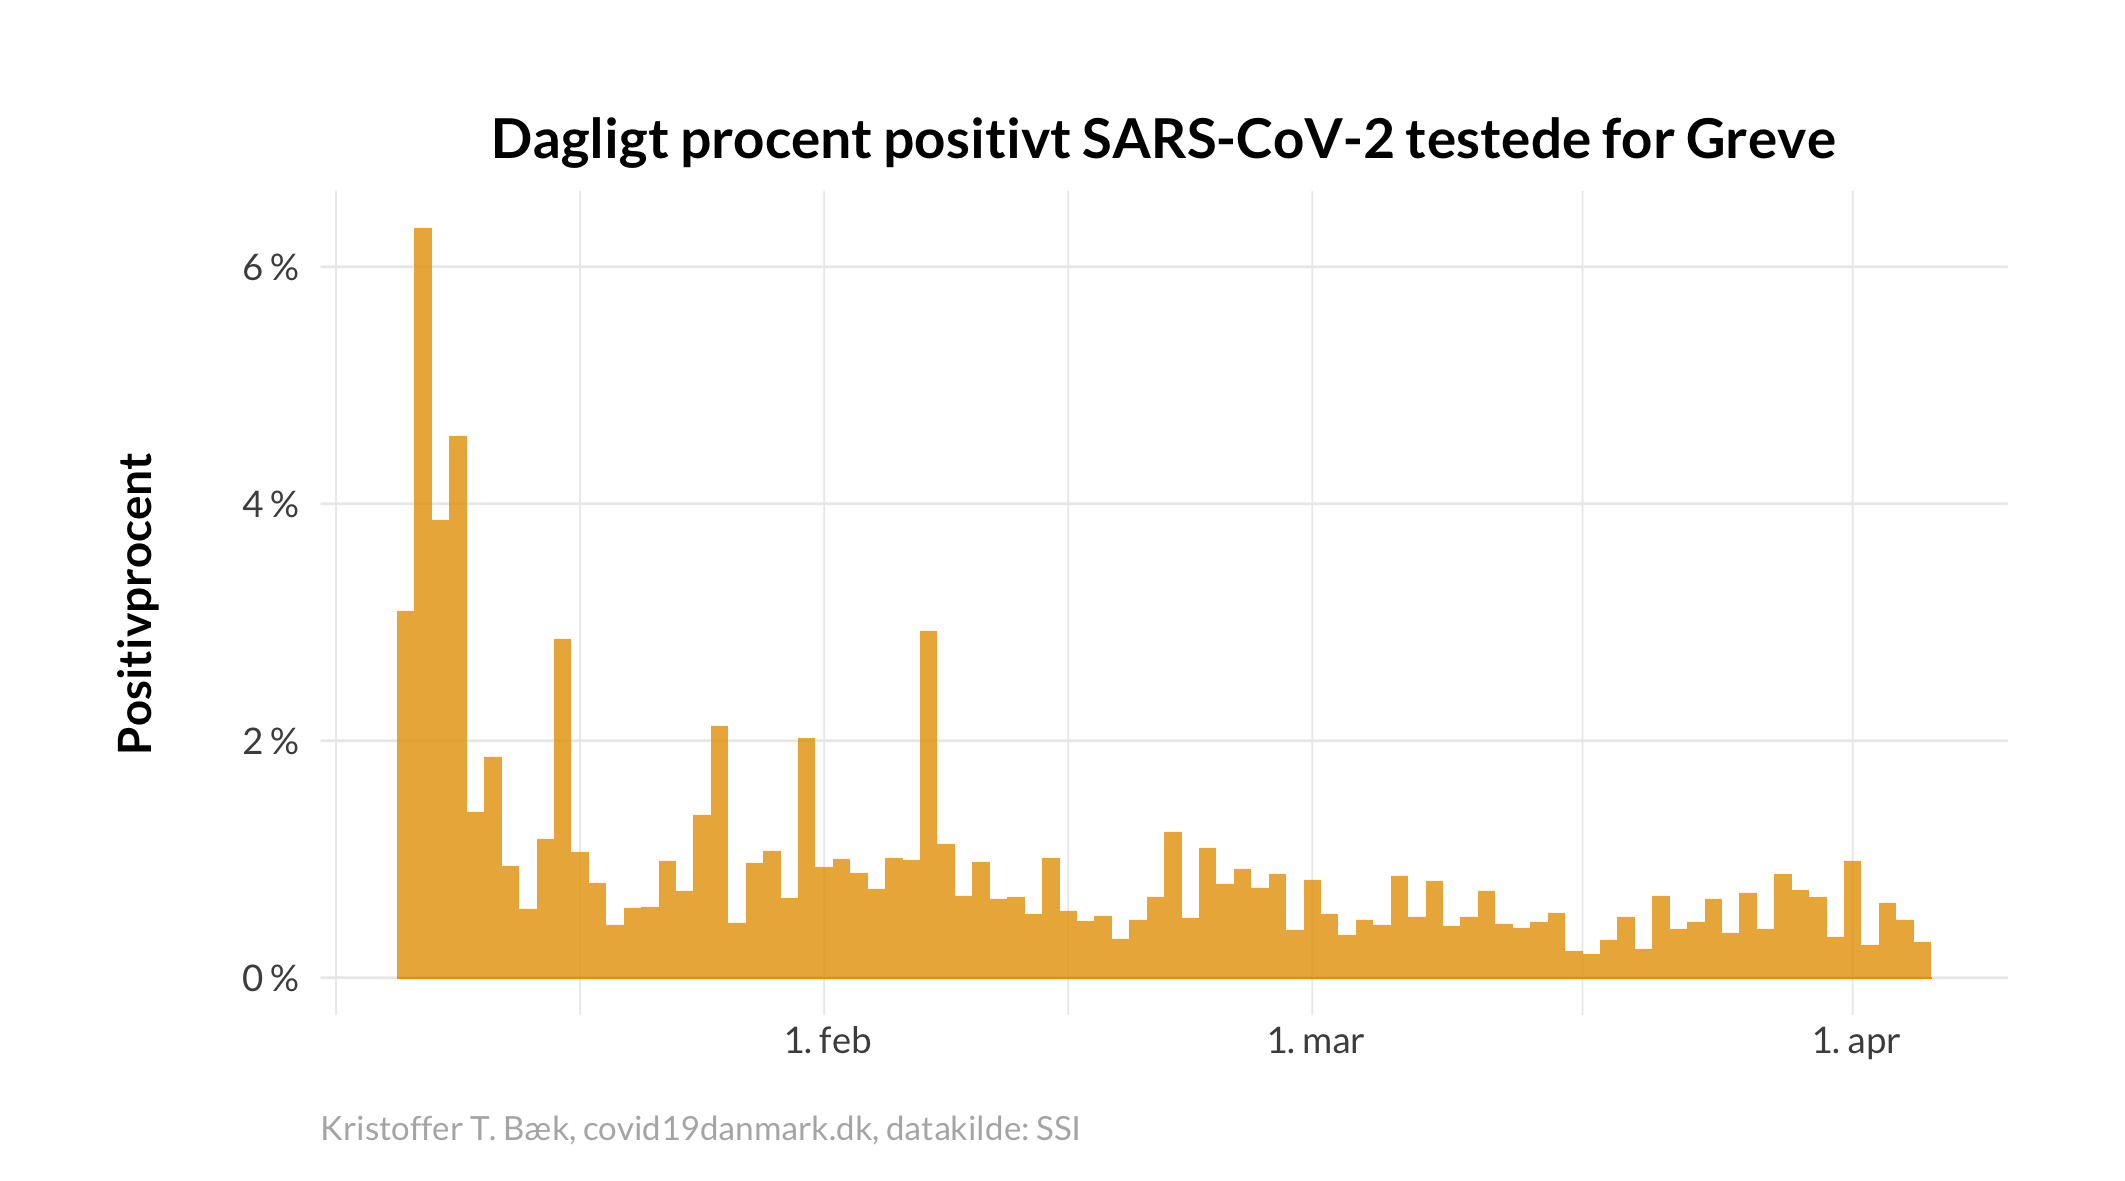 Dagligt procent positivt SARS-CoV-2 testede for Greve
Positivprocent
6 %
4 %
2 %
0 %
1. feb
1. mar
1. apr
Kristoffer T. Bæk, covid19danmark.dk, datakilde: SSI